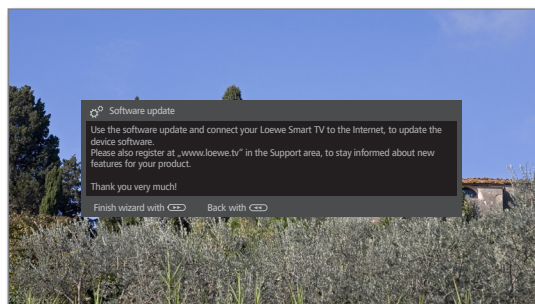 Software update
Use the software update and connect your Loewe Smart TV to the Internet, to update the
device software.
Please also register at „www.loewe.tv“ in the Support area, to stay informed about new
features for your product.
Thank you very much!
Finish wizard with Back with